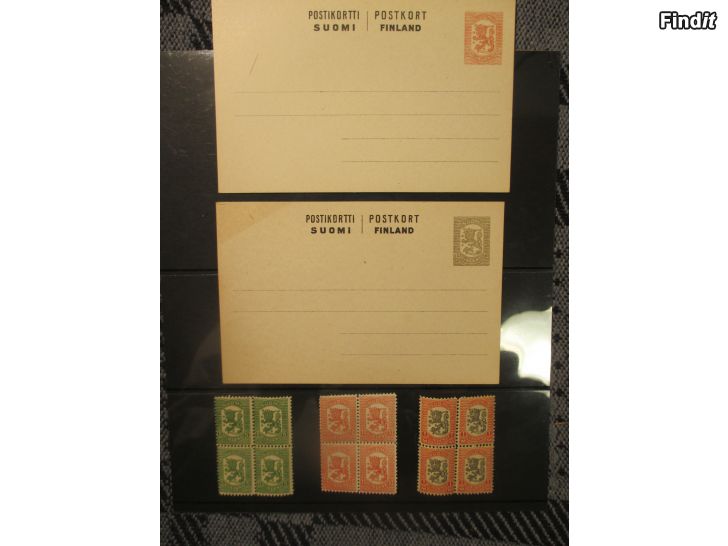 Findit
POSTIKORTTI | POSTKORT
SUOMI | FINLAND
POSTIKORTTI | POSTKORT
SUOMI | FINLAND